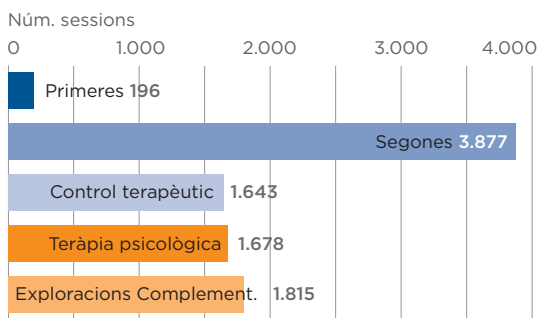 Núm. sessions
0 1.000 2.000 3.000 4.000
Primeres 196
Segones 3.877
Control terapèutic 1.643
Teràpia psicològica 1.678
Exploracions Complement. 1.815